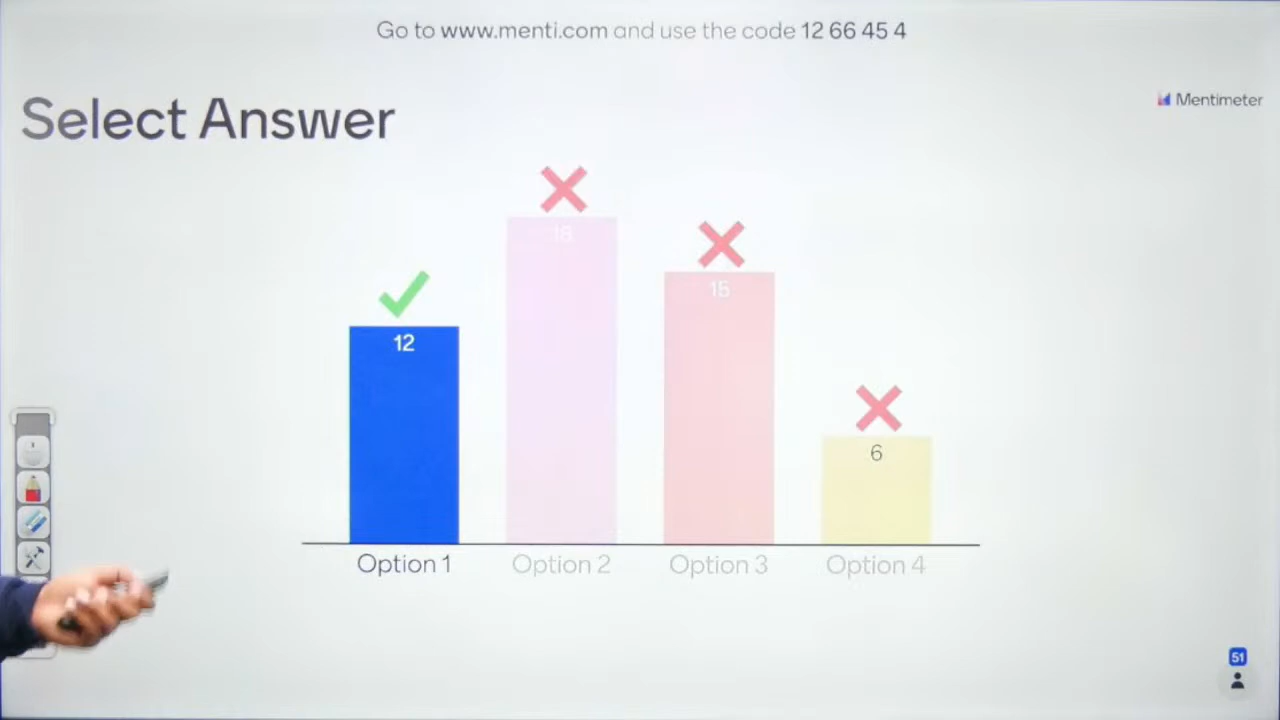 Go to www.menti.com and use the code 12 66 45 4
Mentimeter
Select Answer
12
18
15
6
Option 1
Option 2
Option 3
Option 4
51